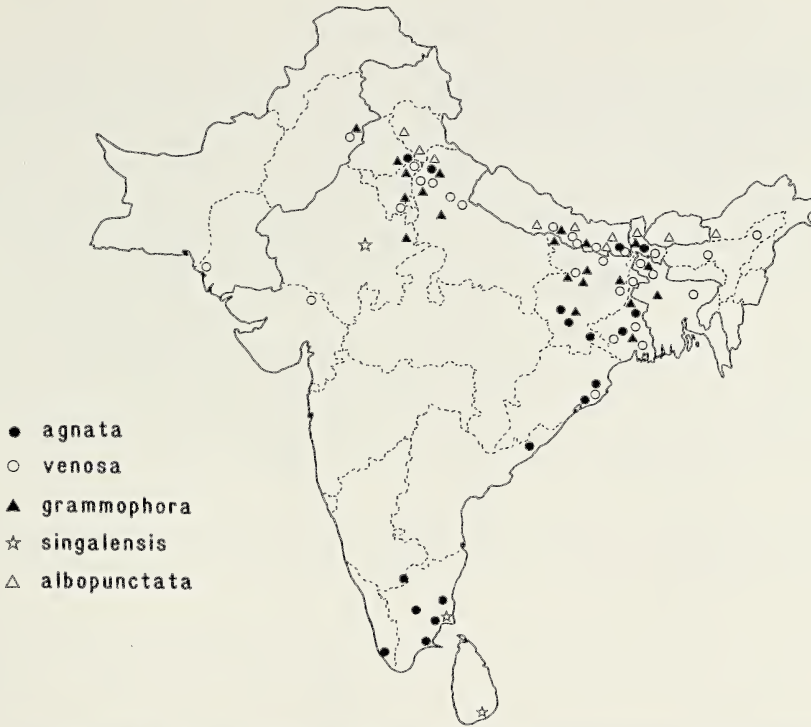 agnata
venosa
grammophora
singalensis
albopunctata